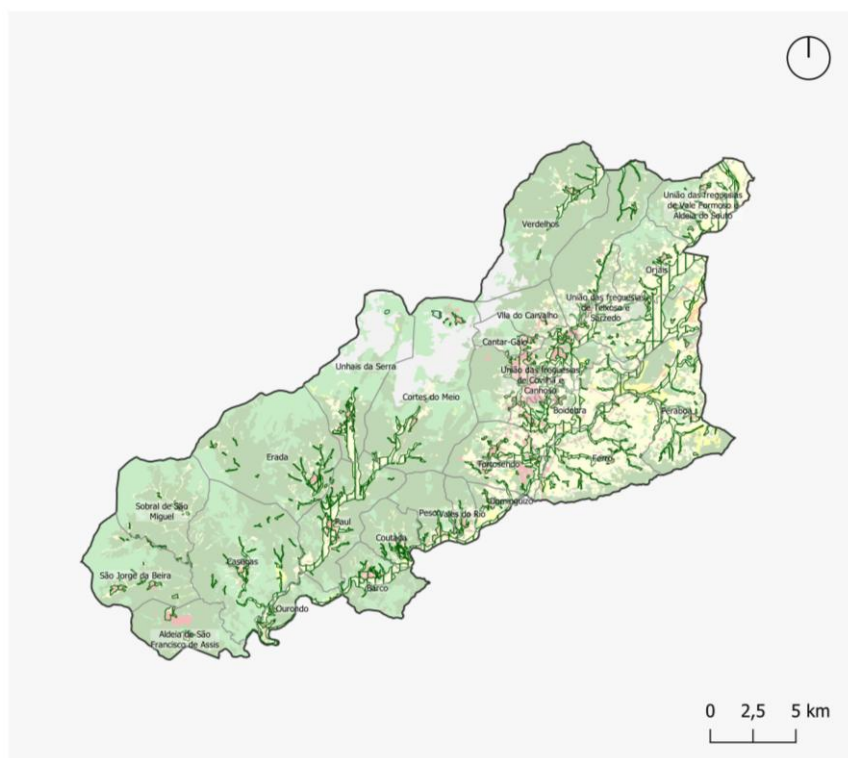 União das freguesias
de Vale Formoso e
Aldeia do Souto
Verdelhos
Orjais
União das freguesias
de Teixoso e
Sarzedo
Vila do Carvalho
Cantar-Galo
Unhais da Serra
União das freguesias
de Covilhã e
Canhoso
Cortes do Meio
Boidobra
Peraboa
Erada
Tortosendo
Ferro
Dominguizo
Sobral de São
Miguel
Peso
Vales do Rio
Paul
Coutada
Casegas
São Jorge da Beira
Barco
Ourondo
Aldeia de São
Francisco de Assis
0 2,5 5 km